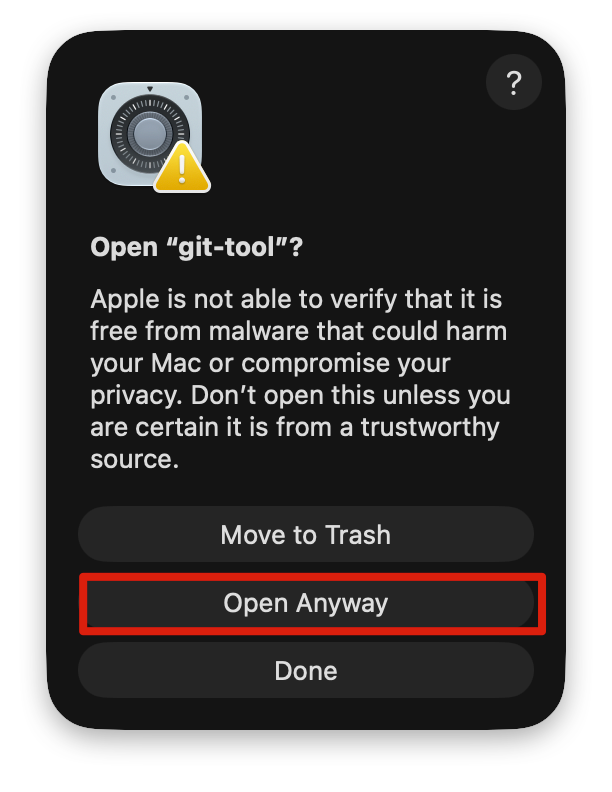 ?
Open “git-tool”?
Apple is not able to verify that it is
free from malware that could harm
your Mac or compromise your
privacy. Don’t open this unless you
are certain it is from a trustworthy
source.
Move to Trash
Open Anyway
Done